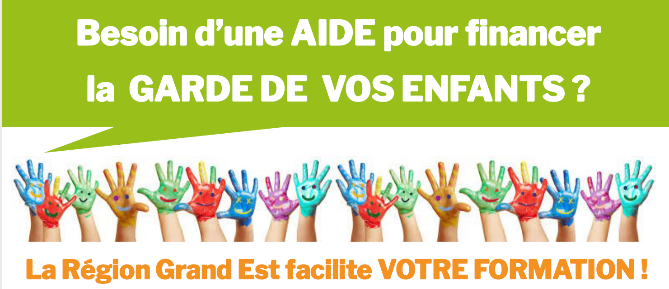 Besoin d'une AIDE pour financer
la GARDE DE VOS ENFANTS ?
La Région Grand Est facilite VOTRE FORMATION !